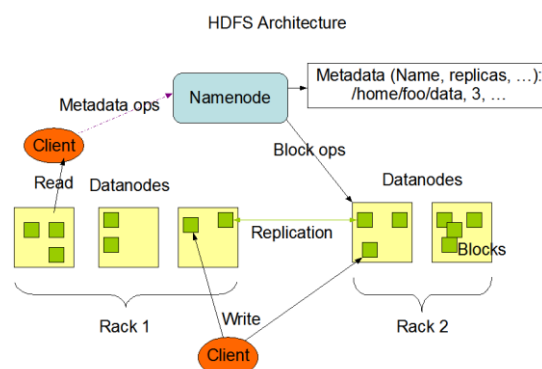 HDFS Architecture
Metadata (Name, replicas, ...):
/home/foo/data, 3, ...
Namenode
Metadata ops
Client
Block ops
Read
Datanodes
Datanodes
Replication
Blocks
Rack 1
Write
Rack 2
Client